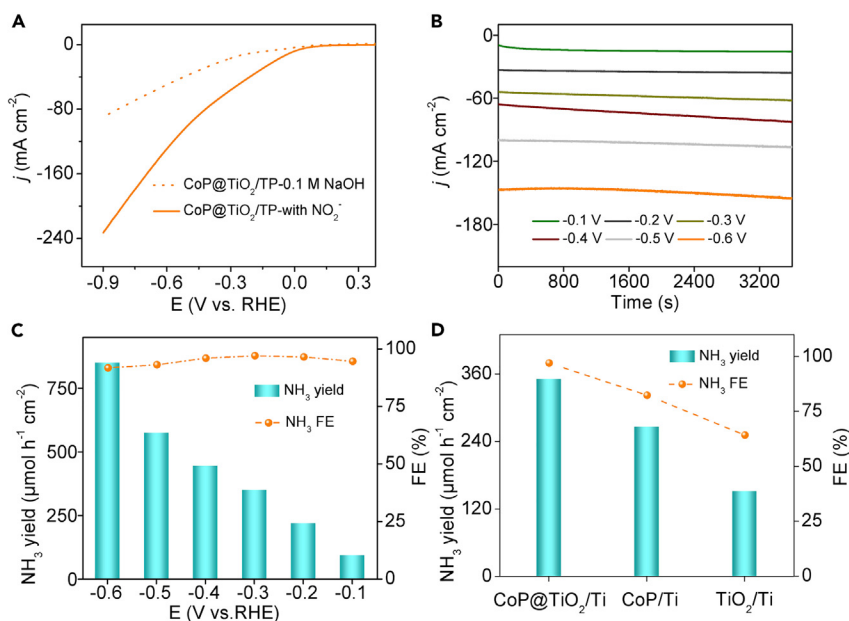 A
0
-80
-160
-240
j (mA cm⁻²)
CoP@TiO₂/TP-0.1 M NaOH
CoP@TiO₂/TP-with NO₂⁻
-0.9
-0.6
-0.3
0.0
0.3
E (V vs. RHE)
B
0
-60
-120
-180
j (mA cm⁻²)
-0.1 V
-0.2 V
-0.3 V
-0.4 V
-0.5 V
-0.6 V
0
800
1600
2400
3200
Time (s)
C
750
500
250
0
NH₃ yield (μmol h⁻¹ cm⁻²)
NH₃ yield
NH₃ FE
100
75
50
25
0
FE (%)
-0.6
-0.5
-0.4
-0.3
-0.2
-0.1
E (V vs.RHE)
D
360
240
120
0
NH₃ yield (μmol h⁻¹ cm⁻²)
NH₃ yield
NH₃ FE
100
50
0
FE (%)
CoP@TiO₂/Ti
CoP/Ti
TiO₂/Ti